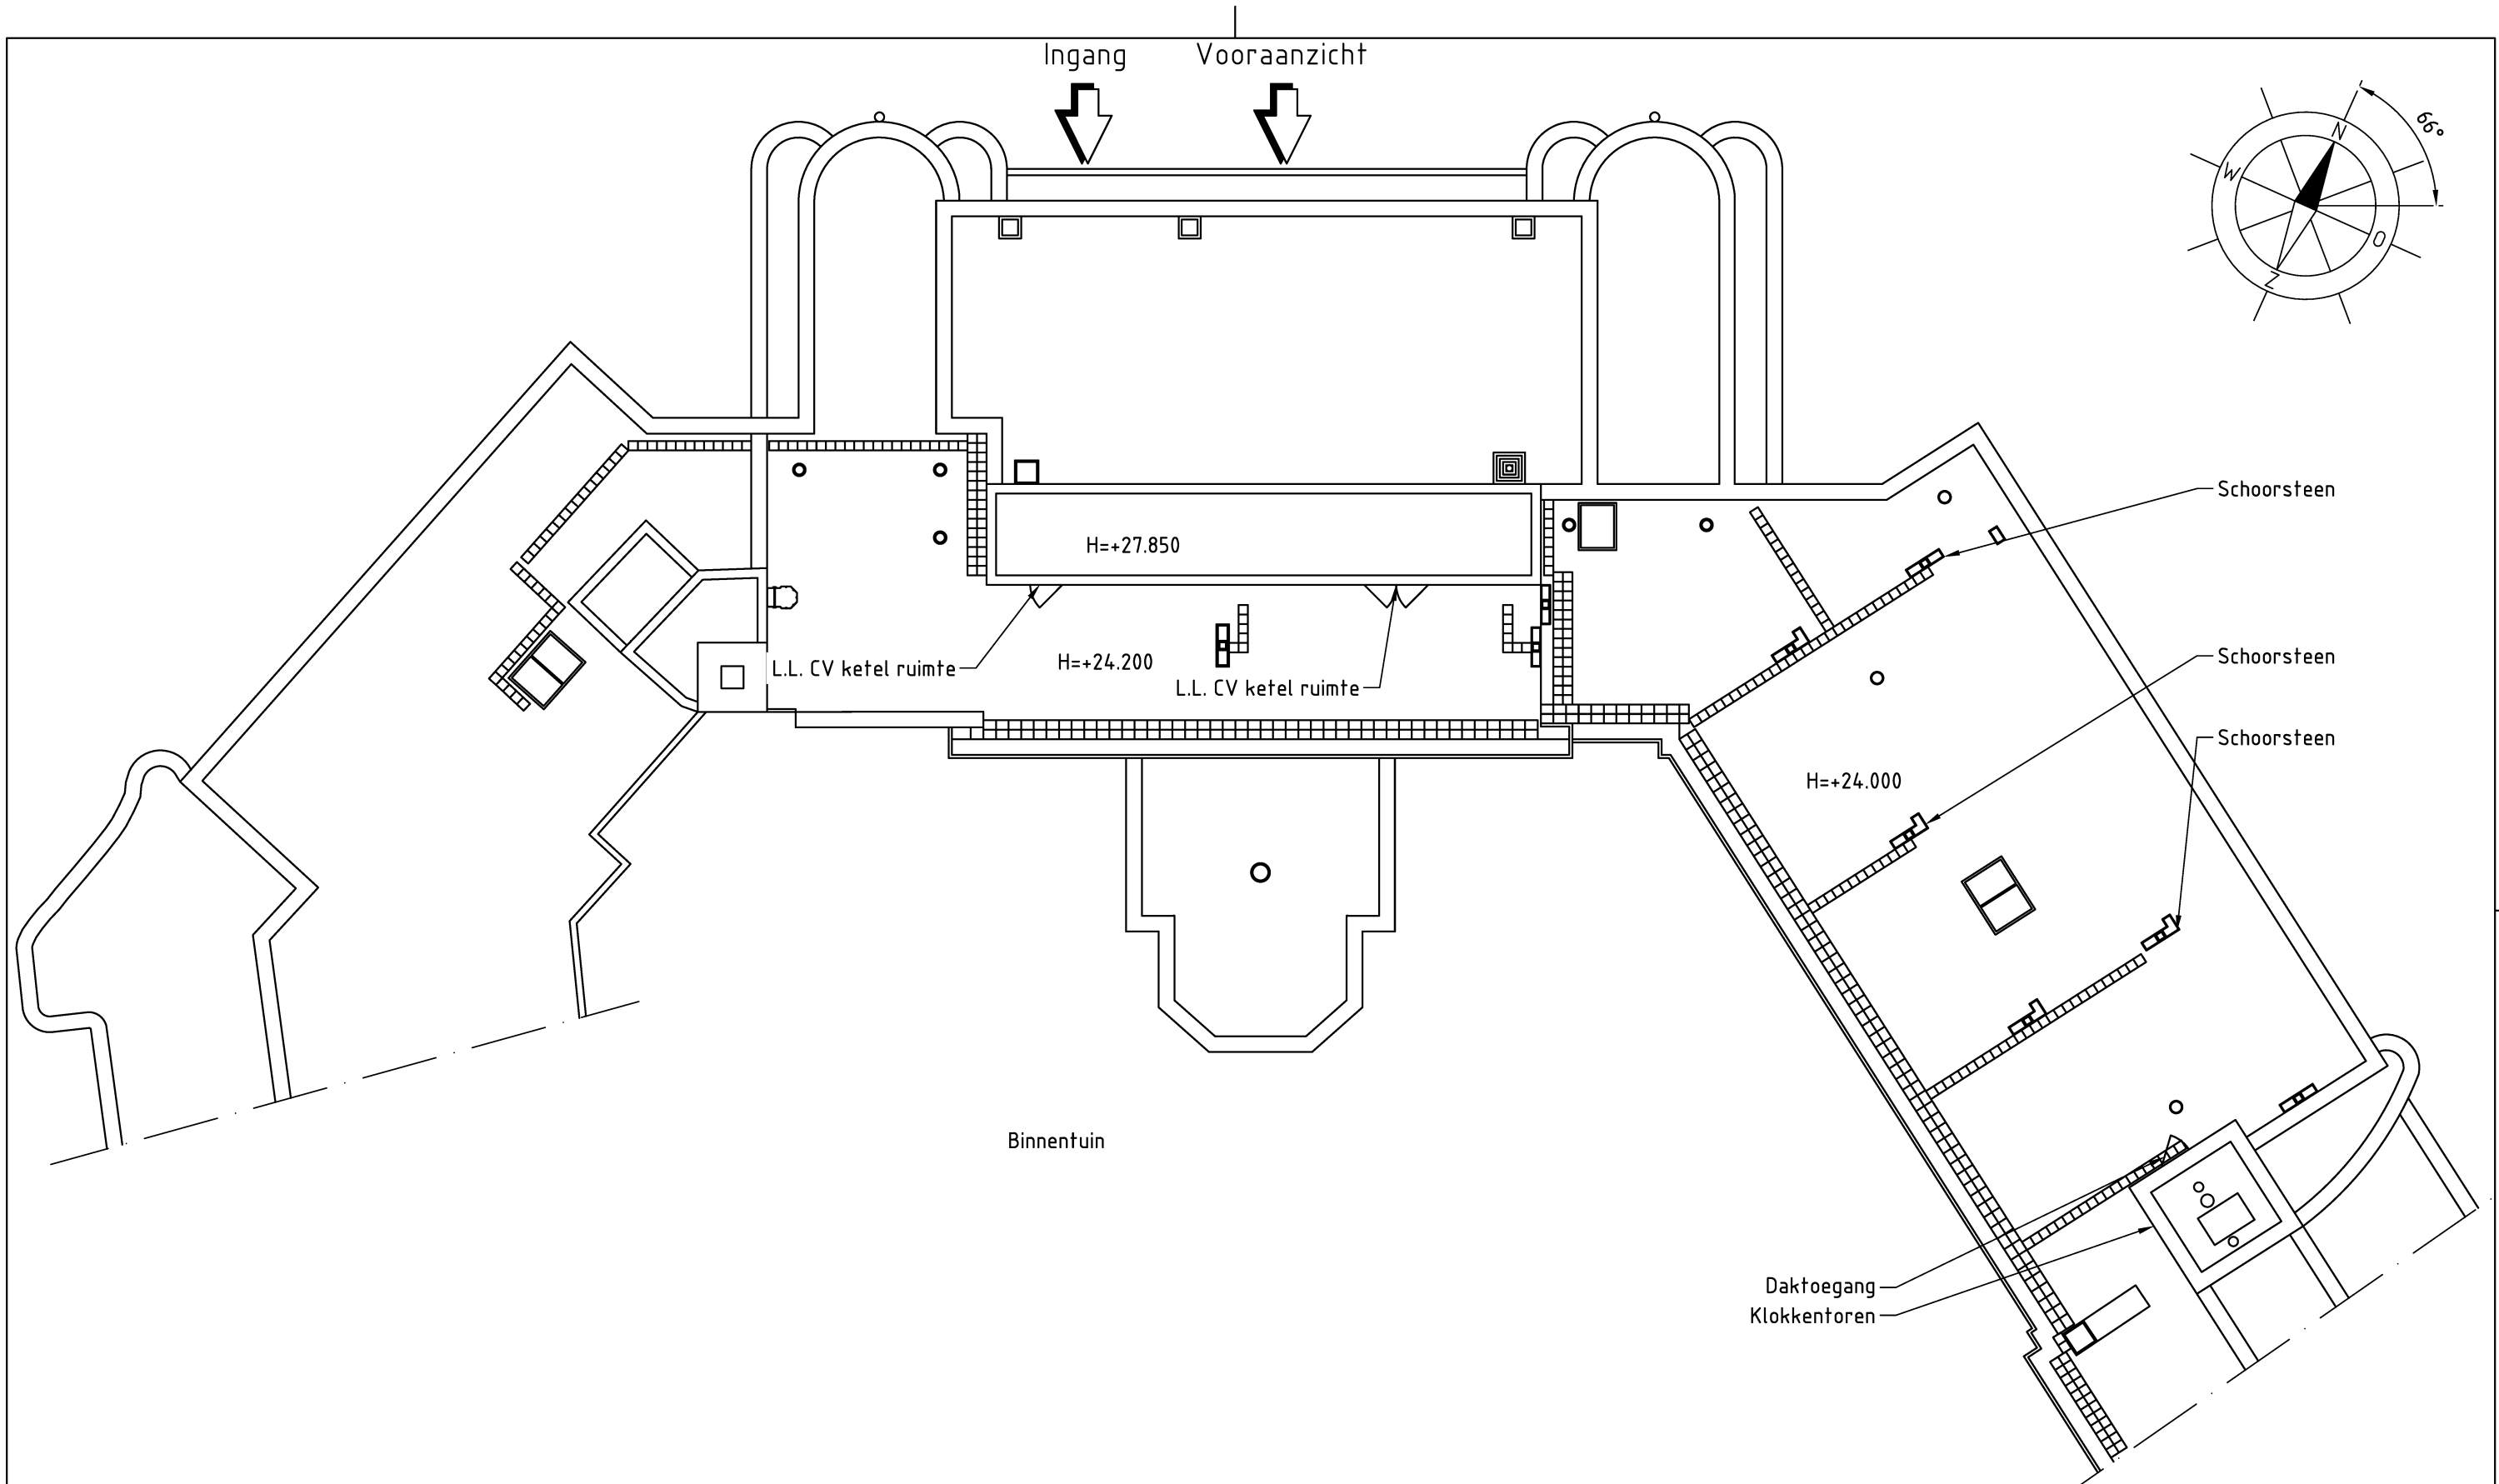 Ingang
Vooraanzicht
66°
N
W
O
Z
Schoorsteen
H=+27.850
Schoorsteen
H=+24.200
L.L. CV ketel ruimte
L.L. CV ketel ruimte
Schoorsteen
H=+24.000
Binnentuin
Daktoegang
Klokkentoren